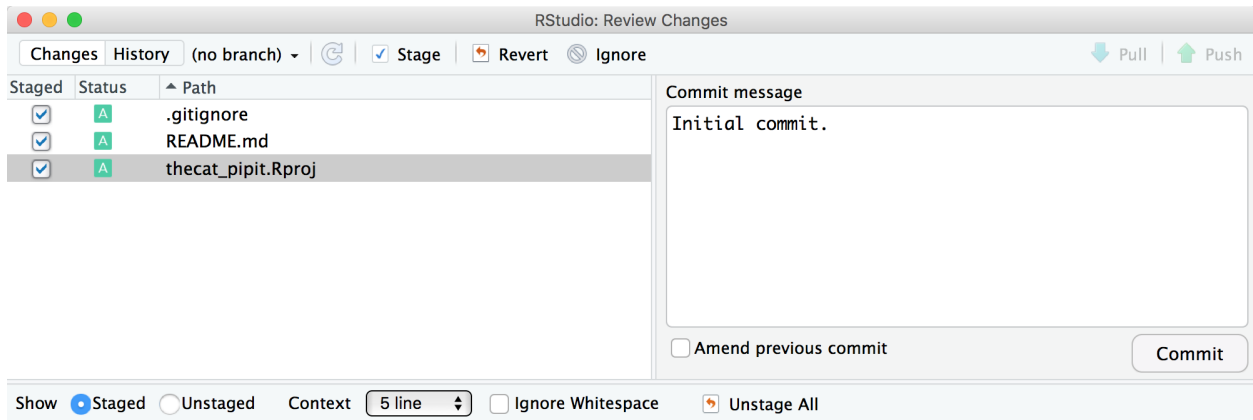 RStudio: Review Changes
Changes History (no branch) Stage Revert Ignore Pull Push
Staged Status Path
A .gitignore
A README.md
A thecat_pipit.Rproj
Commit message
Initial commit.
Amend previous commit
Commit
Show Staged Unstaged Context 5 line Ignore Whitespace Unstage All